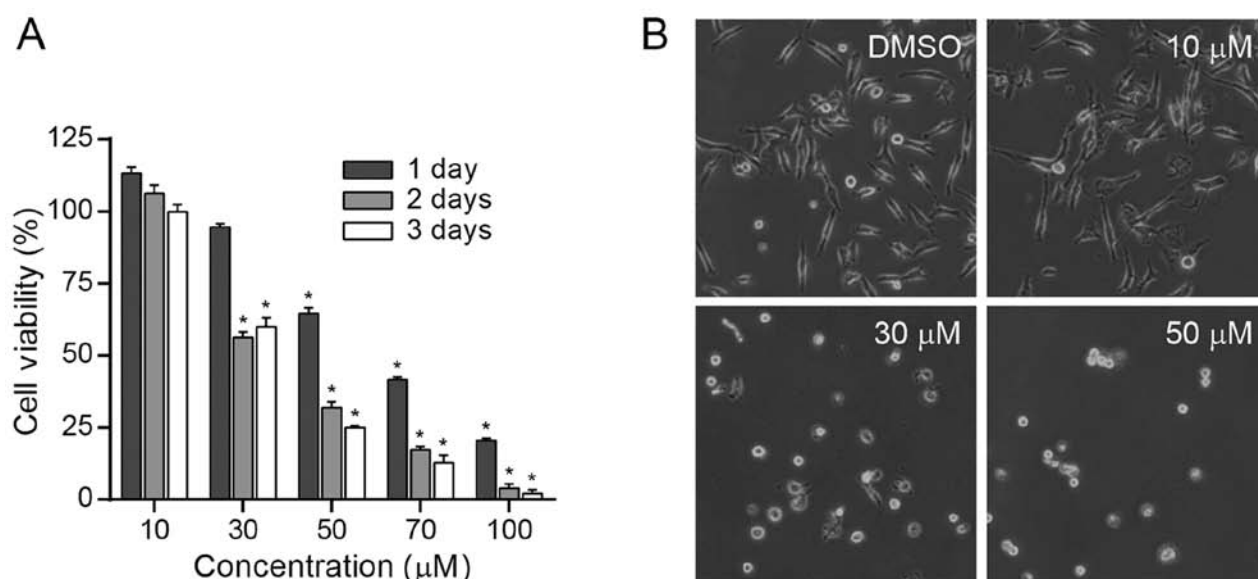 A
Cell viability (%)
125
100
75
50
25
0
1 day
2 days
3 days
*
*
*
*
*
*
*
*
*
*
*
10
30
50
70
100
Concentration (μM)
B
DMSO
10 μM
30 μM
50 μM